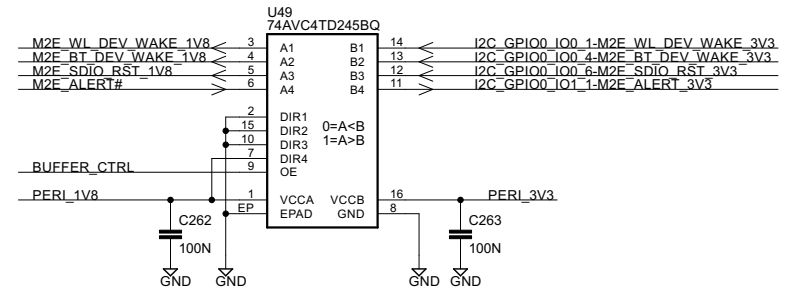 U49
74AVC4TD245BQ
M2E_WL_DEV_WAKE_1V8 3 A1 B1 14 I2C_GPIO0_IO0_1-M2E_WL_DEV_WAKE_3V3
M2E_BT_DEV_WAKE_1V8 4 A2 B2 13 I2C_GPIO0_IO0_4-M2E_BT_DEV_WAKE_3V3
M2E_SDIO_RST_1V8 5 A3 B3 12 I2C_GPIO0_IO0_6-M2E_SDIO_RST_3V3
M2E_ALERT# 6 A4 B4 11 I2C_GPIO0_IO1_1-M2E_ALERT_3V3
2 DIR1
15 DIR2 0=A<B
10 DIR3 1=A>B
7 DIR4
BUFFER_CTRL 9 OE
PERI_1V8 1 VCCA VCCB 16 PERI_3V3
EP EPAD GND 8
C262 C263
100N 100N
GND GND GND GND